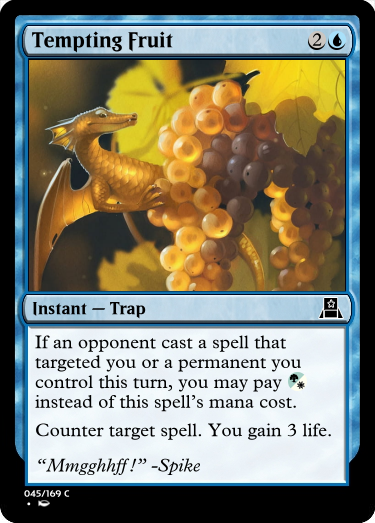 Tempting Fruit 2
Instant — Trap
If an opponent cast a spell that
targeted you or a permanent you
control this turn, you may pay
instead of this spell's mana cost.
Counter target spell. You gain 3 life.
“Mmgghhff!” -Spike
045/169 C